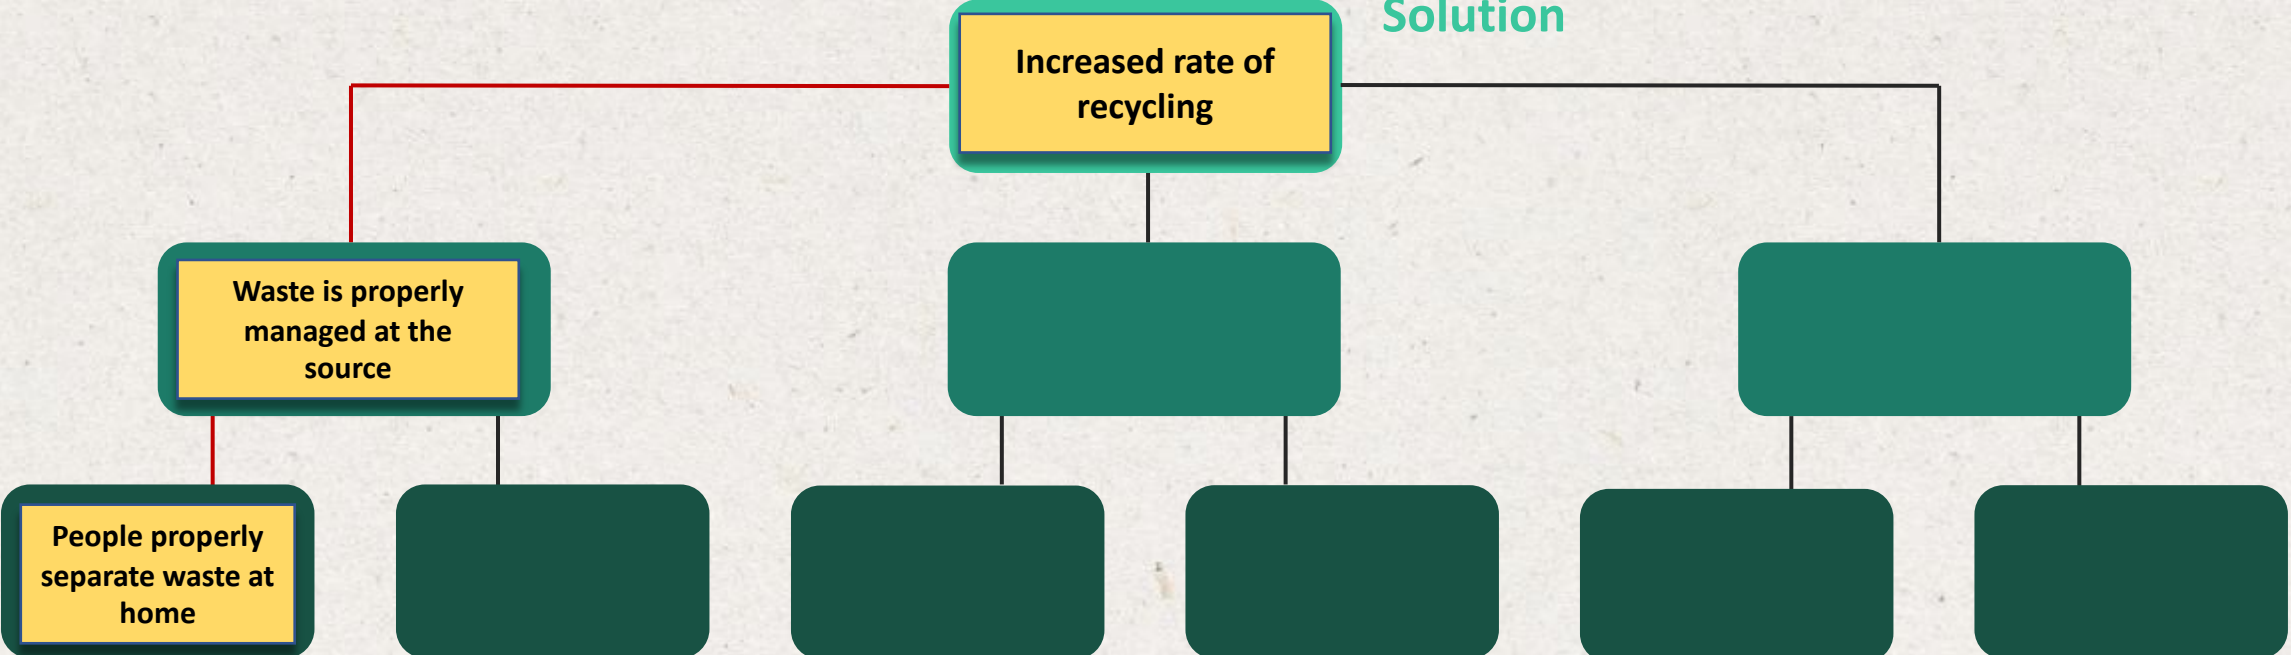 Solution
Increased rate of
recycling
Waste is properly
managed at the
source
People properly
separate waste at
home